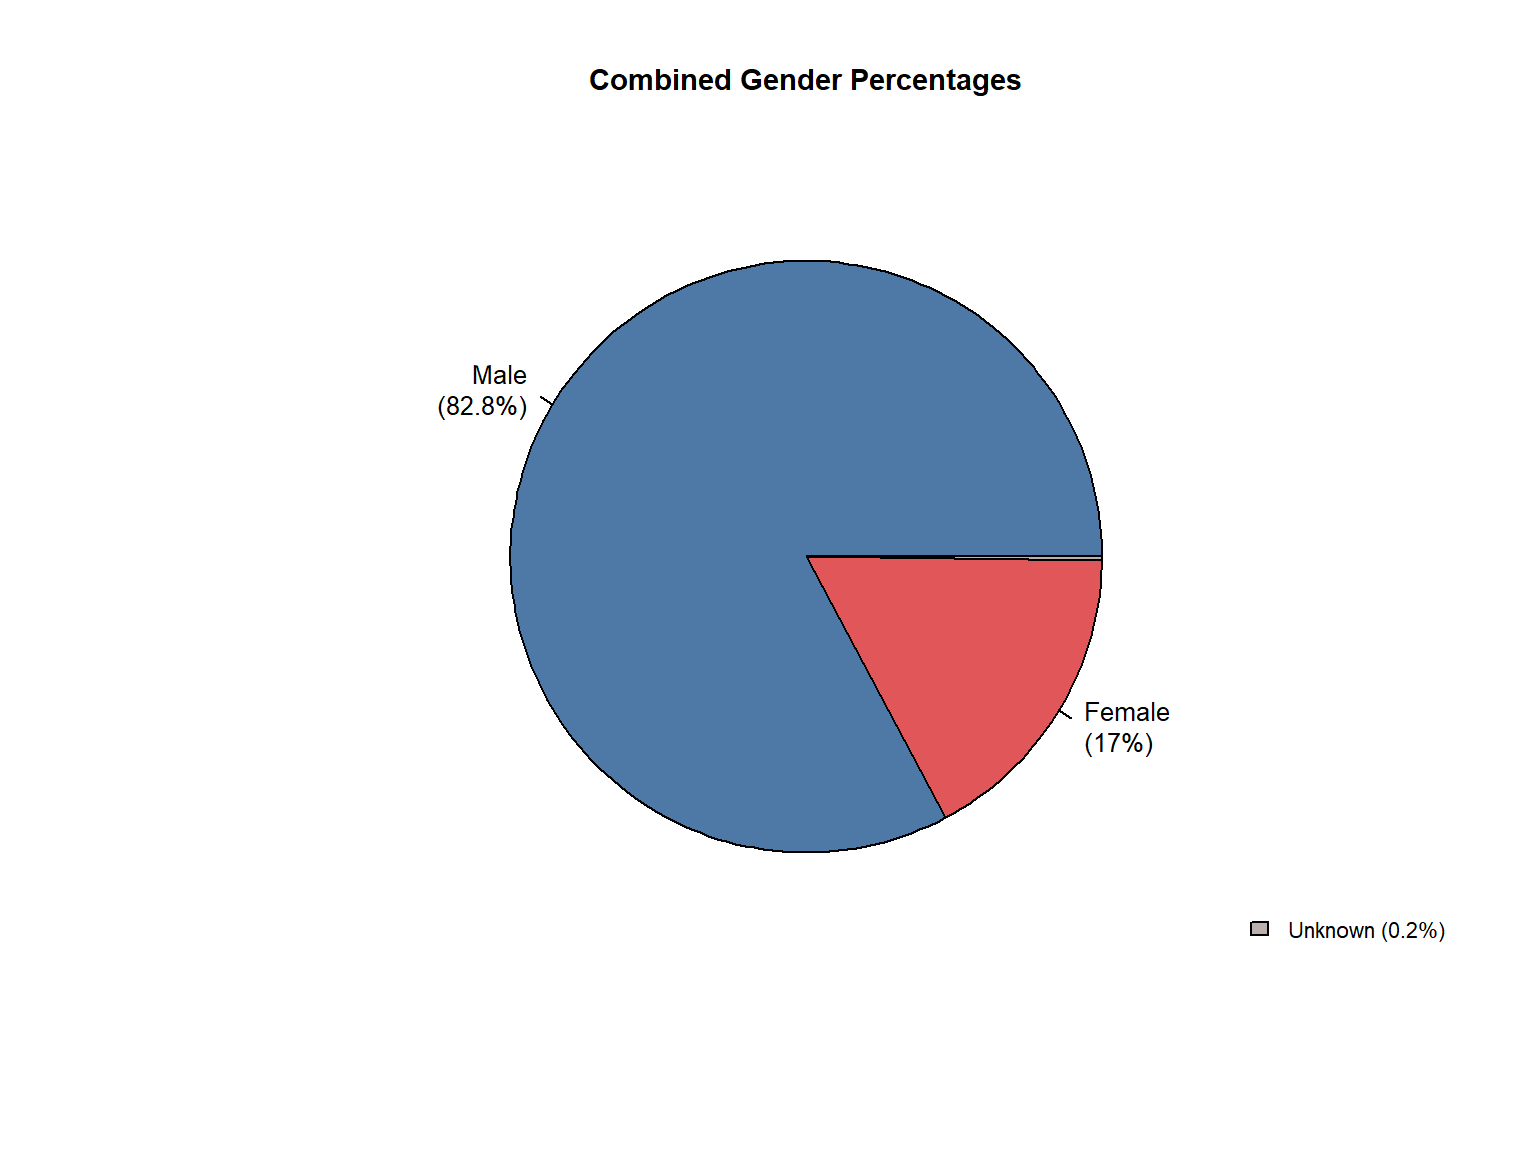 Combined Gender Percentages
Male
(82.8%)
Female
(17%)
Unknown (0.2%)